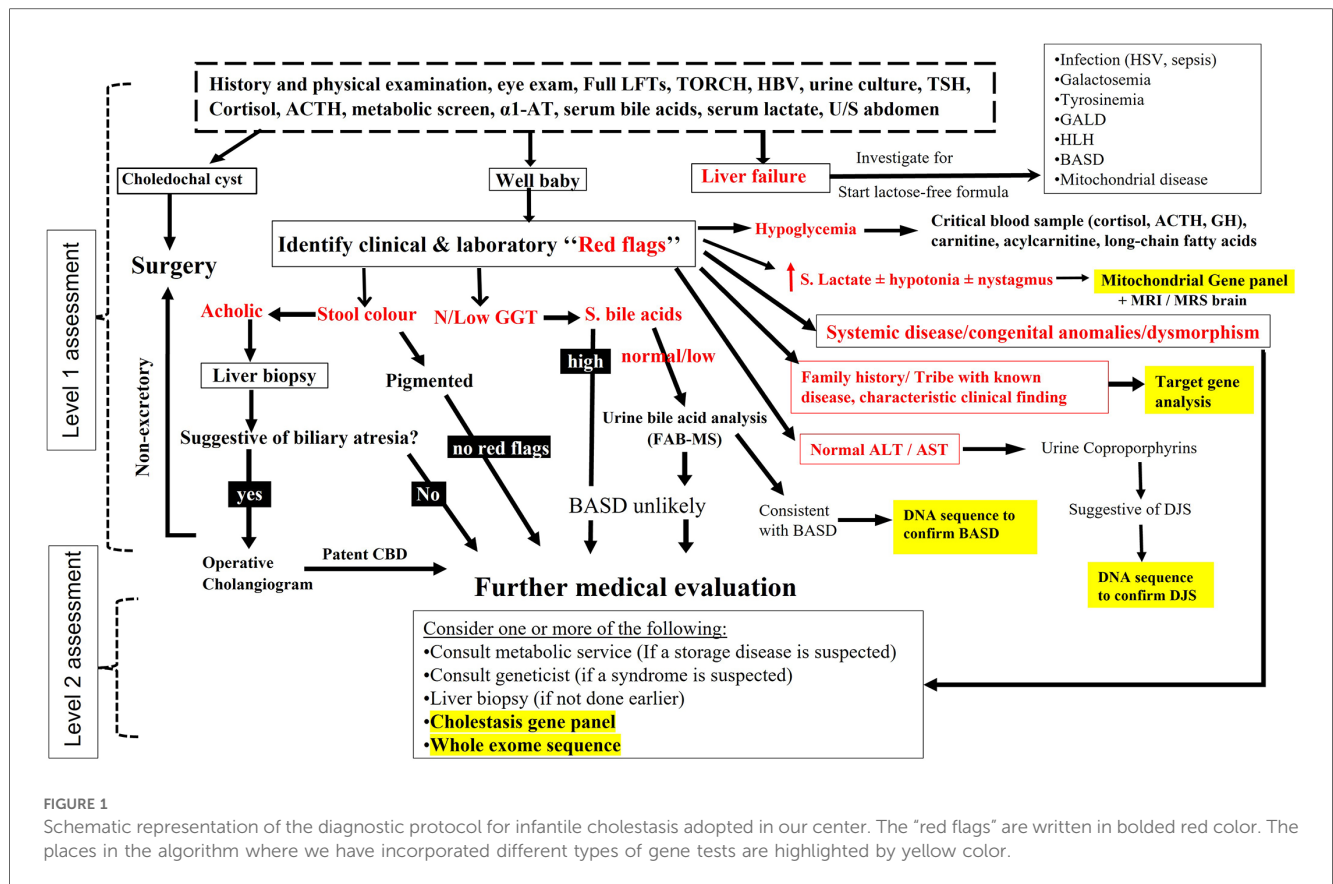 History and physical examination, eye exam, Full LFTs, TORCH, HBV, urine culture, TSH,
Cortisol, ACTH, metabolic screen, α1-AT, serum bile acids, serum lactate, U/S abdomen
•Infection (HSV, sepsis)
•Galactosemia
•Tyrosinemia
•GALD
•HLH
•BASD
•Mitochondrial disease
Choledochal cyst
Well baby
Liver failure
Investigate for
Start lactose-free formula
Level 1 assessment
Surgery
Identify clinical & laboratory “Red flags”
Hypoglycemia
Critical blood sample (cortisol, ACTH, GH),
carnitine, acylcarnitine, long-chain fatty acids
S. Lactate ± hypotonia ± nystagmus
Mitochondrial Gene panel
+ MRI / MRS brain
Acholic
Stool colour
N/Low GGT
S. bile acids
Systemic disease/congenital anomalies/dysmorphism
high
normal/low
Liver biopsy
Pigmented
Family history/ Tribe with known
disease, characteristic clinical finding
Target gene
analysis
Non-excretory
Suggestive of biliary atresia?
no red flags
Urine bile acid analysis
(FAB-MS)
Normal ALT / AST
Urine Coproporphyrins
yes
No
BASD unlikely
Consistent
with BASD
DNA sequence to
confirm BASD
Suggestive of DJS
Operative
Cholangiogram
Patent CBD
DNA sequence
to confirm DJS
Further medical evaluation
Level 2 assessment
Consider one or more of the following:
•Consult metabolic service (If a storage disease is suspected)
•Consult geneticist (if a syndrome is suspected)
•Liver biopsy (if not done earlier)
•Cholestasis gene panel
•Whole exome sequence
FIGURE 1
Schematic representation of the diagnostic protocol for infantile cholestasis adopted in our center. The “red flags” are written in bolded red color. The
places in the algorithm where we have incorporated different types of gene tests are highlighted by yellow color.